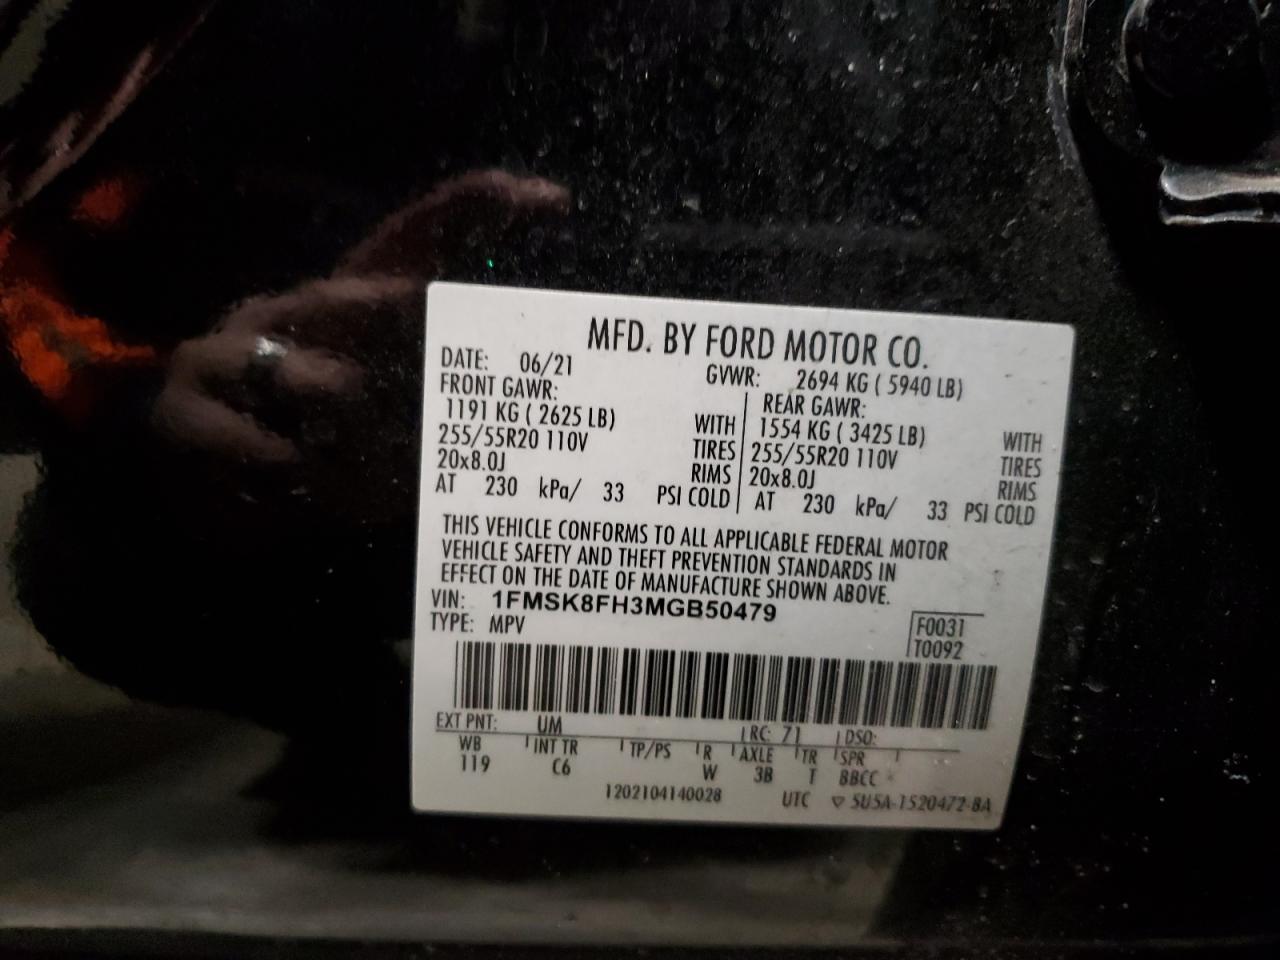 MFD. BY FORD MOTOR CO.
DATE: 06/21 GVWR: 2694 KG ( 5940 LB)
FRONT GAWR: REAR GAWR:
1191 KG ( 2625 LB) WITH 1554 KG ( 3425 LB) WITH
255/55R20 110V TIRES 255/55R20 110V TIRES
20x8.0J RIMS 20x8.0J RIMS
AT 230 kPa/ 33 PSI COLD AT 230 kPa/ 33 PSI COLD
THIS VEHICLE CONFORMS TO ALL APPLICABLE FEDERAL MOTOR
VEHICLE SAFETY AND THEFT PREVENTION STANDARDS IN
EFFECT ON THE DATE OF MANUFACTURE SHOWN ABOVE.
VIN: 1FMSK8FH3MGB50479
TYPE: MPV F0031
T0092
EXT PNT: UM RC: 71 DSO:
WB INT TR TP/PS R AXLE TR SPR
119 C6 W 3B T BBCC
1202104140028 UTC ▽ 5U5A-1520472-BA